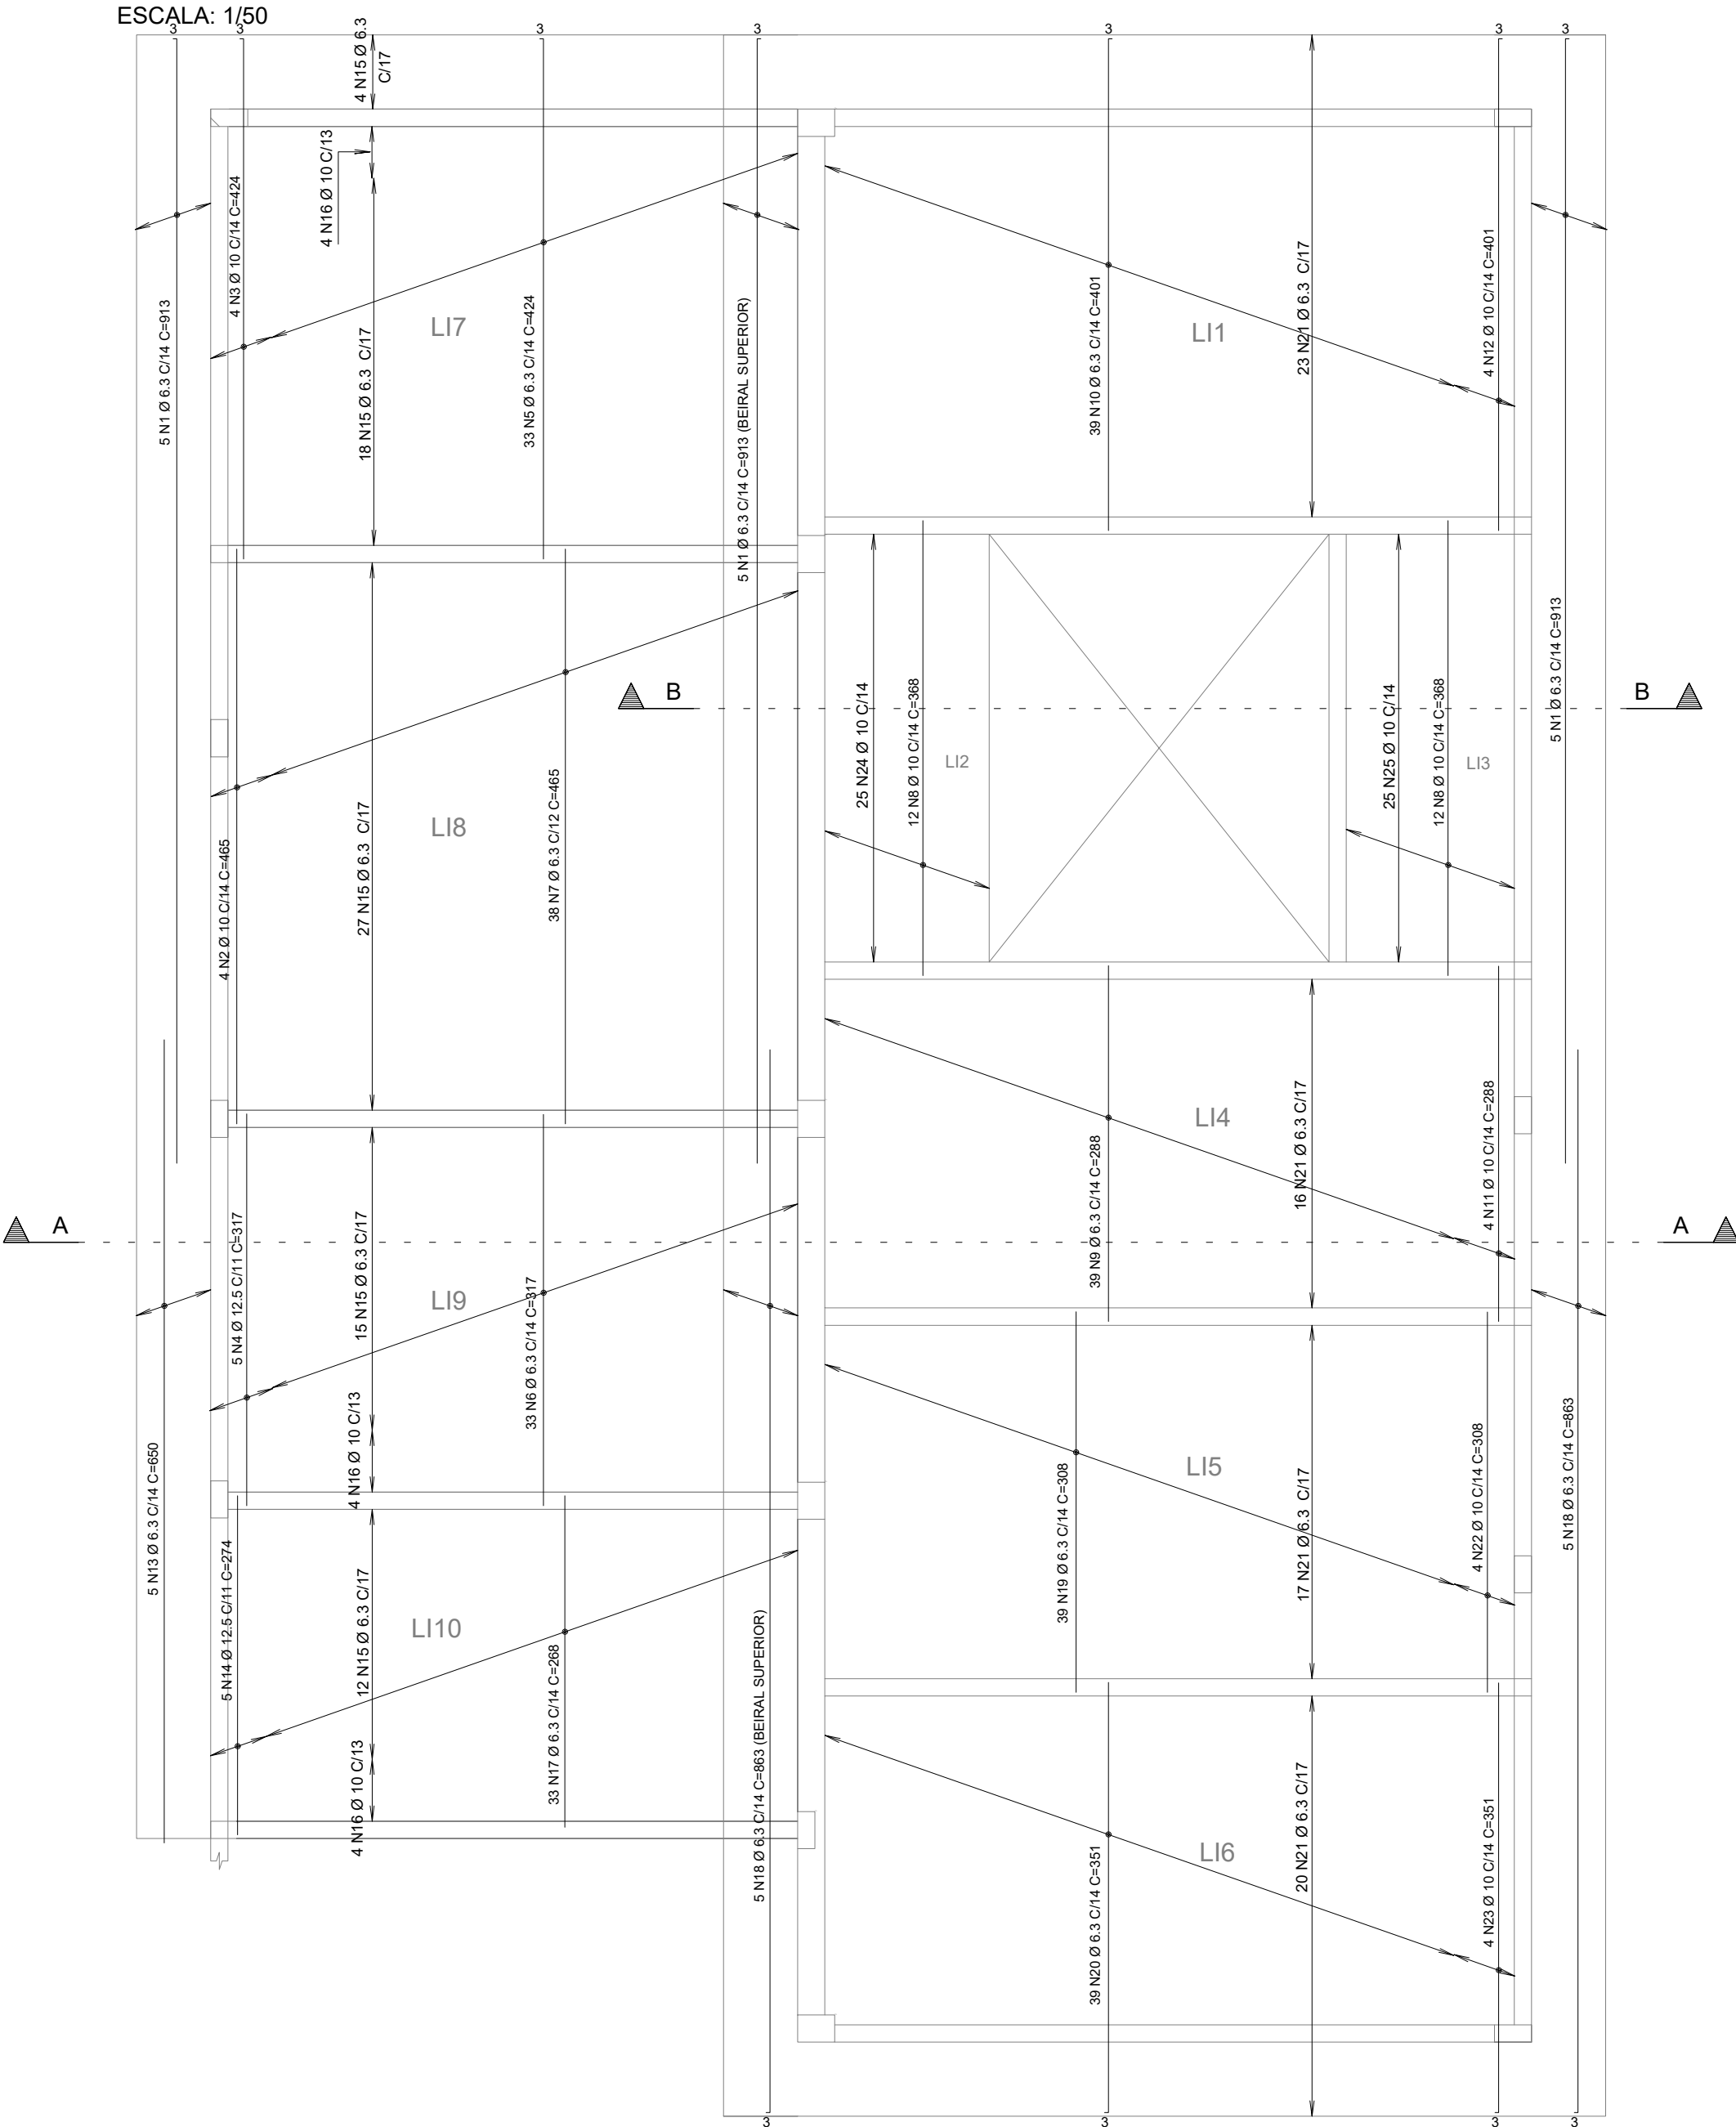 ESCALA: 1/50
3
3
3
3
3
3
3
4 N15 Ø 6.3
C/17
4 N16 Ø 10 C/13
4 N3 Ø 10 C/14 C=424
5 N1 Ø 6.3 C/14 C=913
18 N15 Ø 6.3  C/17
33 N5 Ø 6.3 C/14 C=424
LI7
5 N1 Ø 6.3 C/14 C=913 (BEIRAL SUPERIOR)
39 N10 Ø 6.3 C/14 C=401
LI1
23 N21 Ø 6.3  C/17
4 N12 Ø 10 C/14 C=401
5 N1 Ø 6.3 C/14 C=913
B
B
4 N2 Ø 10 C/14 C=465
27 N15 Ø 6.3  C/17
LI8
38 N7 Ø 6.3 C/12 C=465
25 N24 Ø 10 C/14
12 N8 Ø 10 C/14 C=368
LI2
25 N25 Ø 10 C/14
12 N8 Ø 10 C/14 C=368
LI3
39 N9 Ø 6.3 C/14 C=288
LI4
16 N21 Ø 6.3 C/17
4 N11 Ø 10 C/14 C=288
A
A
5 N4 Ø 12.5 C/11 C=317
15 N15 Ø 6.3 C/17
LI9
33 N6 Ø 6.3 C/14 C=317
4 N16 Ø 10 C/13
5 N13 Ø 6.3 C/14 C=650
39 N19 Ø 6.3 C/14 C=308
LI5
17 N21 Ø 6.3  C/17
4 N22 Ø 10 C/14 C=308
5 N18 Ø 6.3 C/14 C=863
5 N14 Ø 12.5 C/11 C=274
12 N15 Ø 6.3 C/17
LI10
33 N17 Ø 6.3 C/14 C=268
4 N16 Ø 10 C/13
5 N18 Ø 6.3 C/14 C=863 (BEIRAL SUPERIOR)
39 N20 Ø 6.3 C/14 C=351
LI6
20 N21 Ø 6.3 C/17
4 N23 Ø 10 C/14 C=351
3
3
3
3